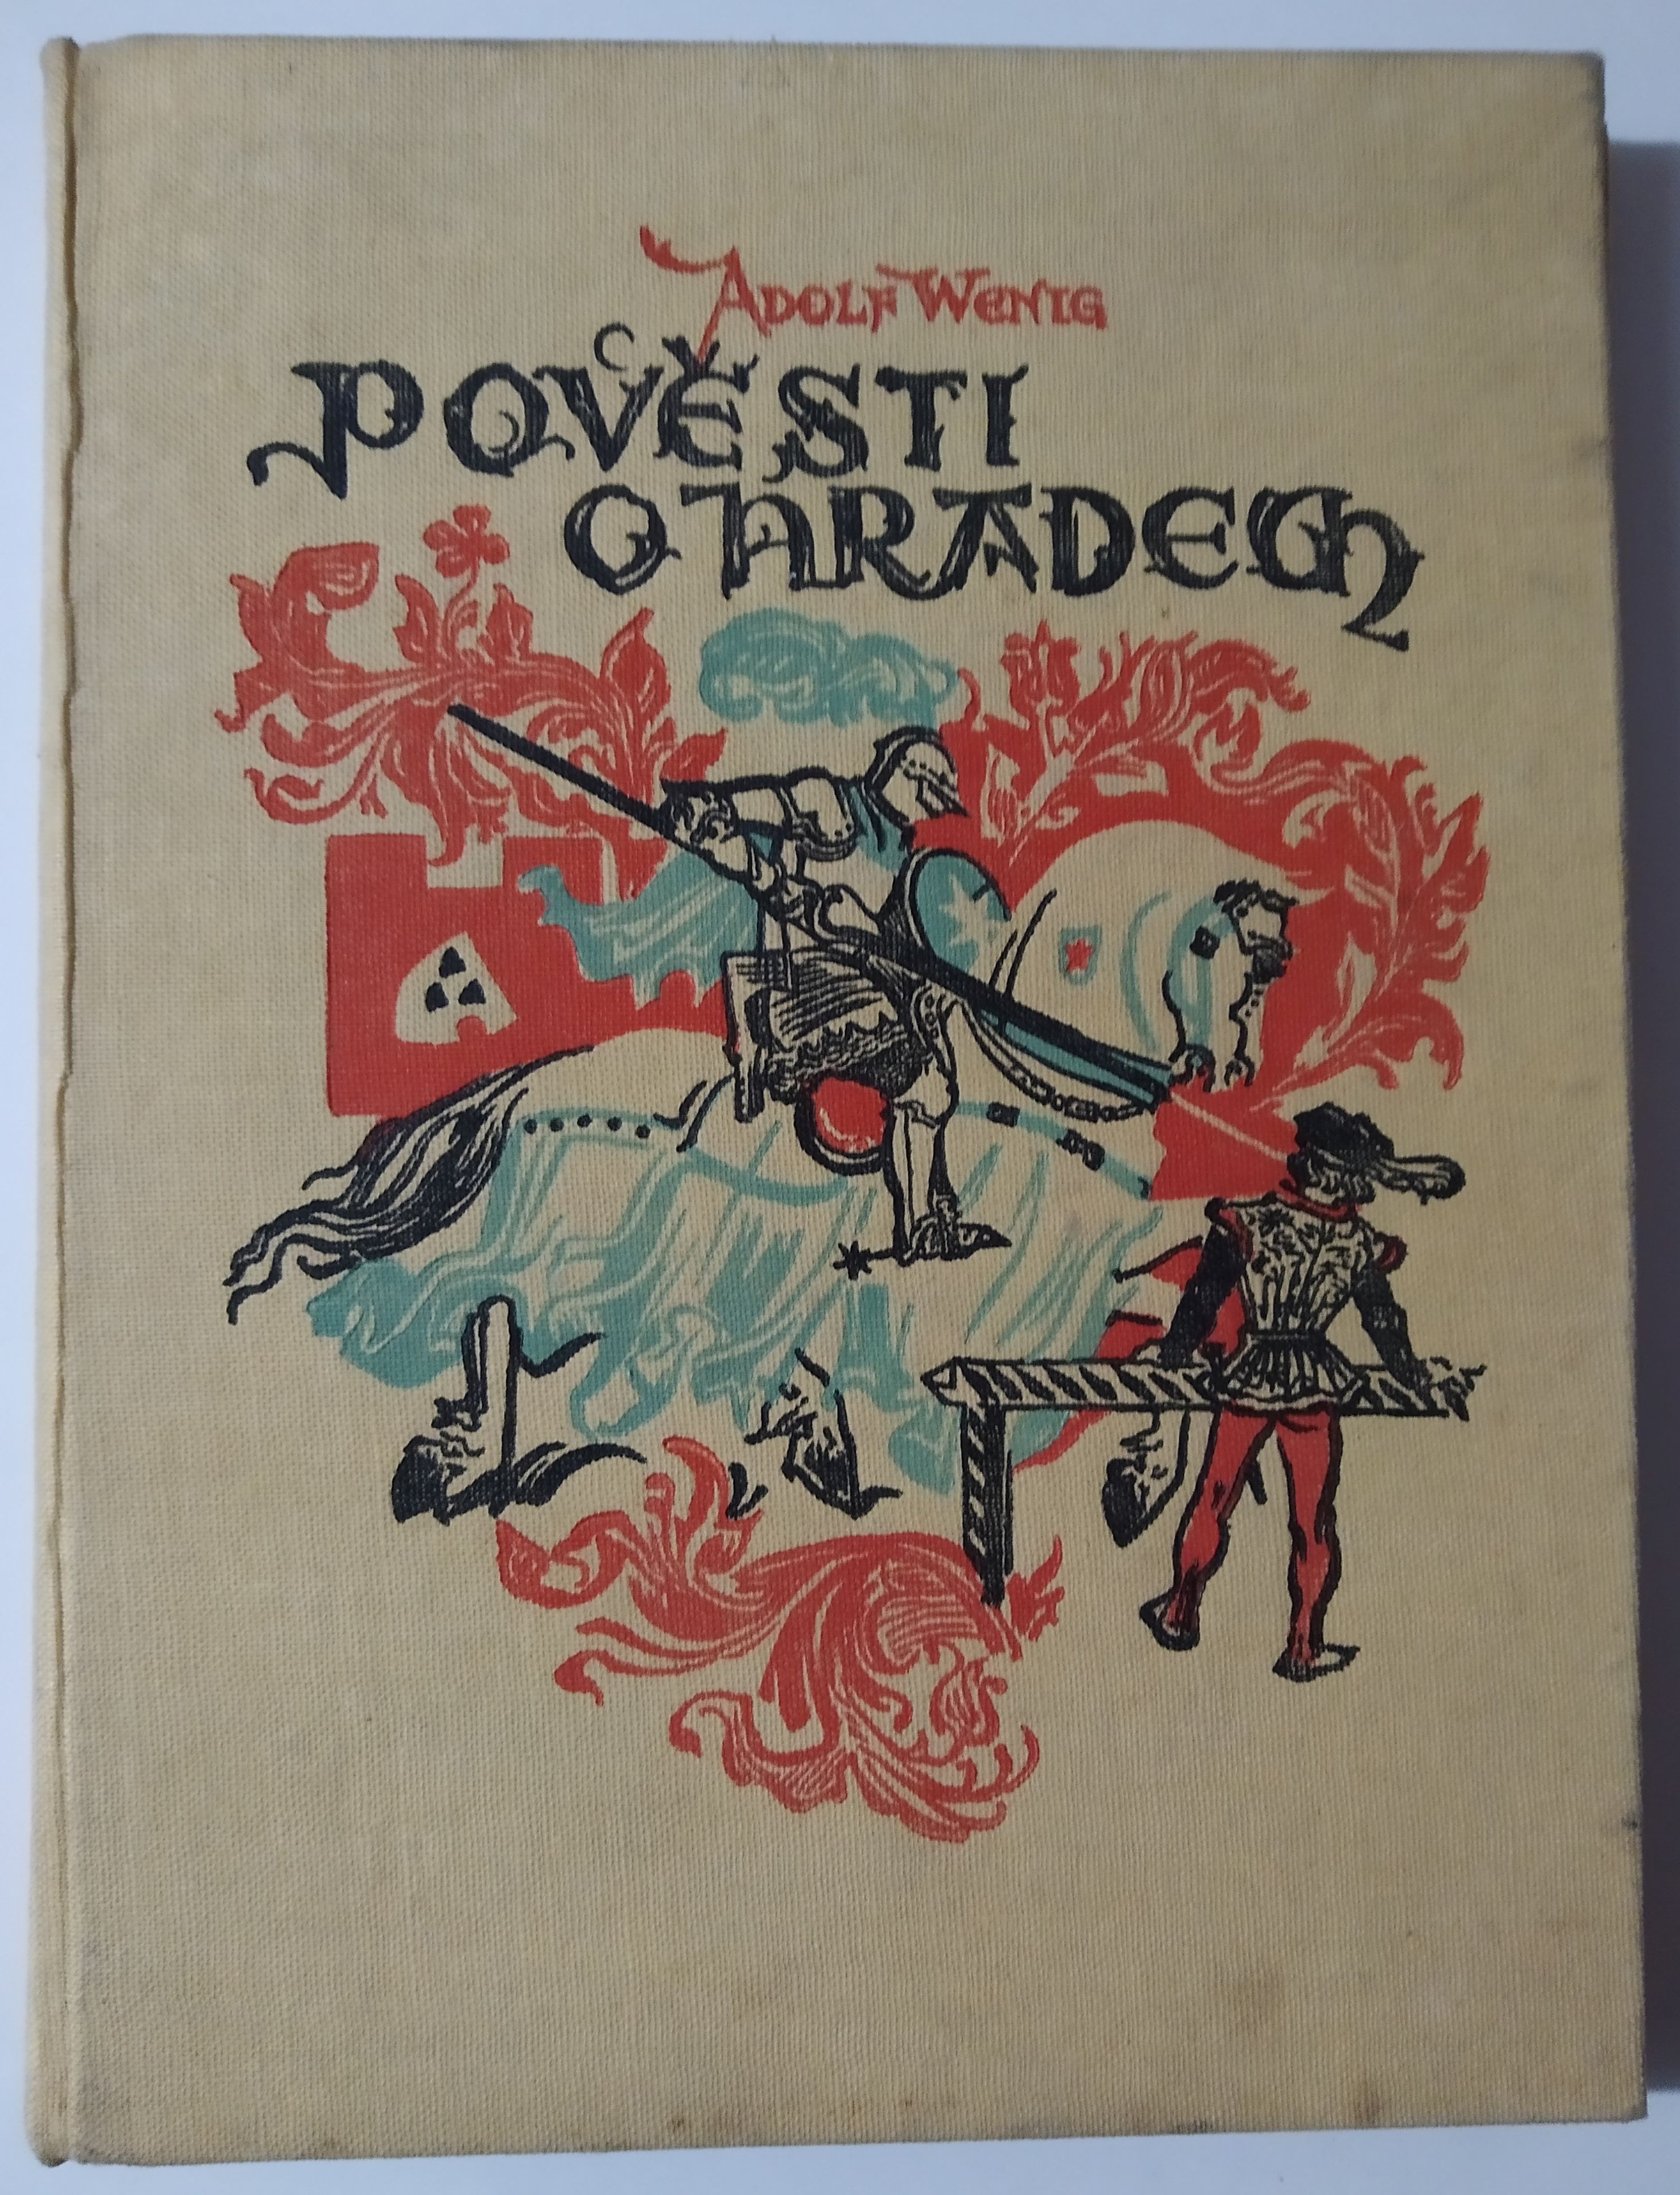 ADOLF WENIG
POVĚSTI
O HRADECH